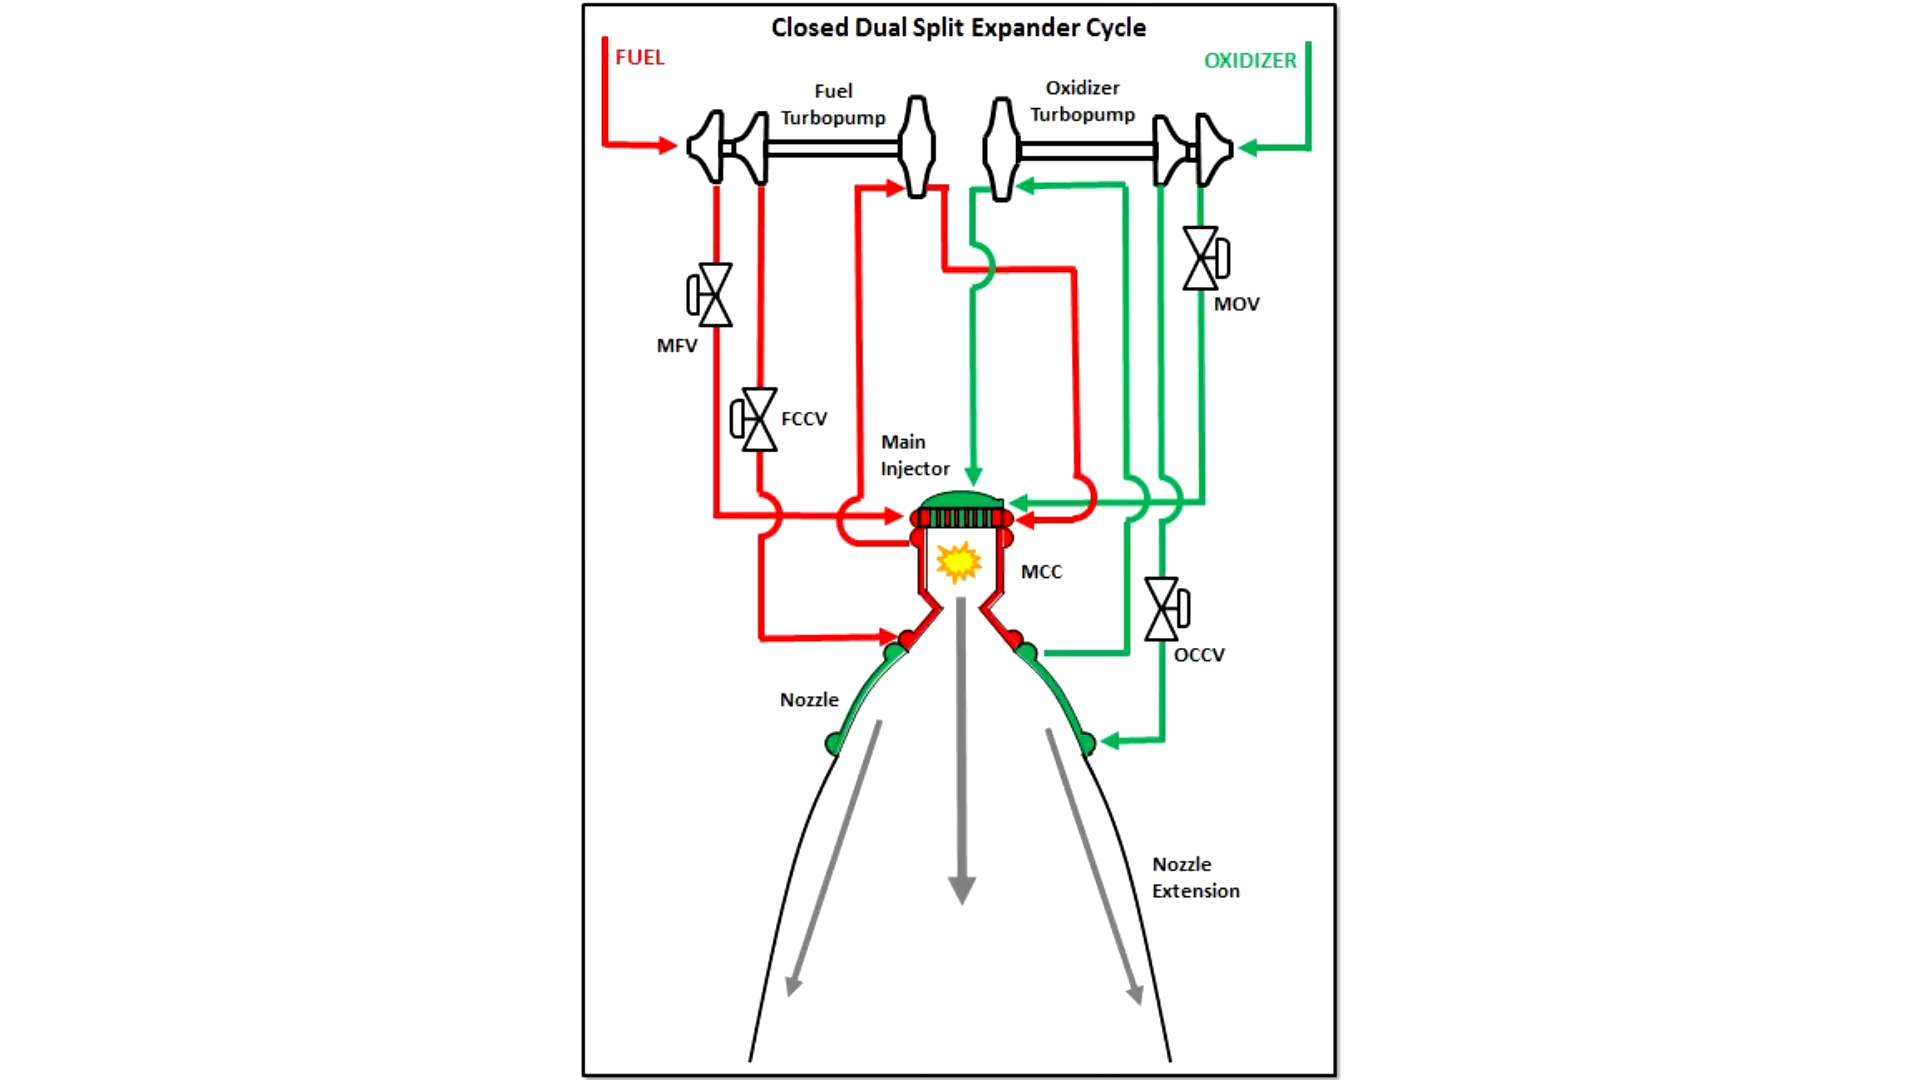 Closed Dual Split Expander Cycle
FUEL
OXIDIZER
Fuel
Turbopump
Oxidizer
Turbopump
MOV
MFV
FCCV
Main
Injector
MCC
OCCV
Nozzle
Nozzle
Extension